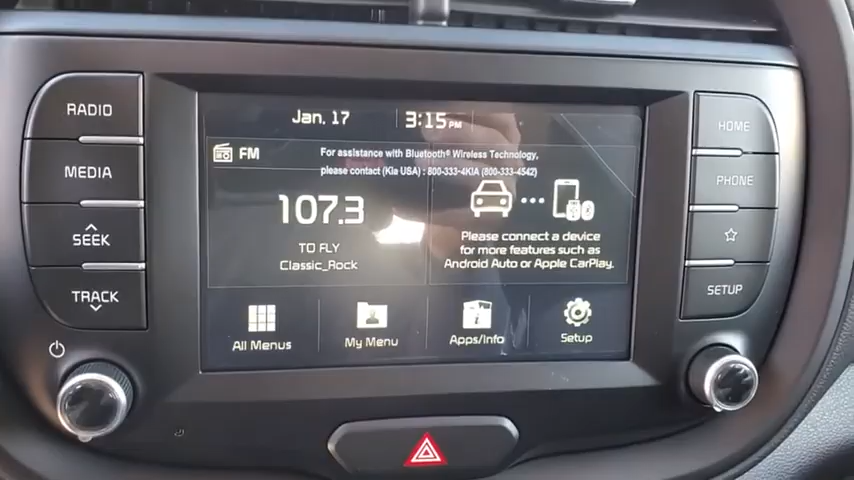 RADIO
MEDIA
SEEK
TRACK
Jan. 17
3:15 PM
FM
For assistance with BLUETOOTH® WIRELESS TECHNOLOGY,
please contact (Kia USA) : 800-333-4KIA (800-333-4542)
107.3
TO FLY
Classic_Rock
Please connect a device
for more features such as
Android Auto or Apple CarPlay.
All Menus
My Menu
Apps/Info
Setup
HOME
PHONE
SETUP